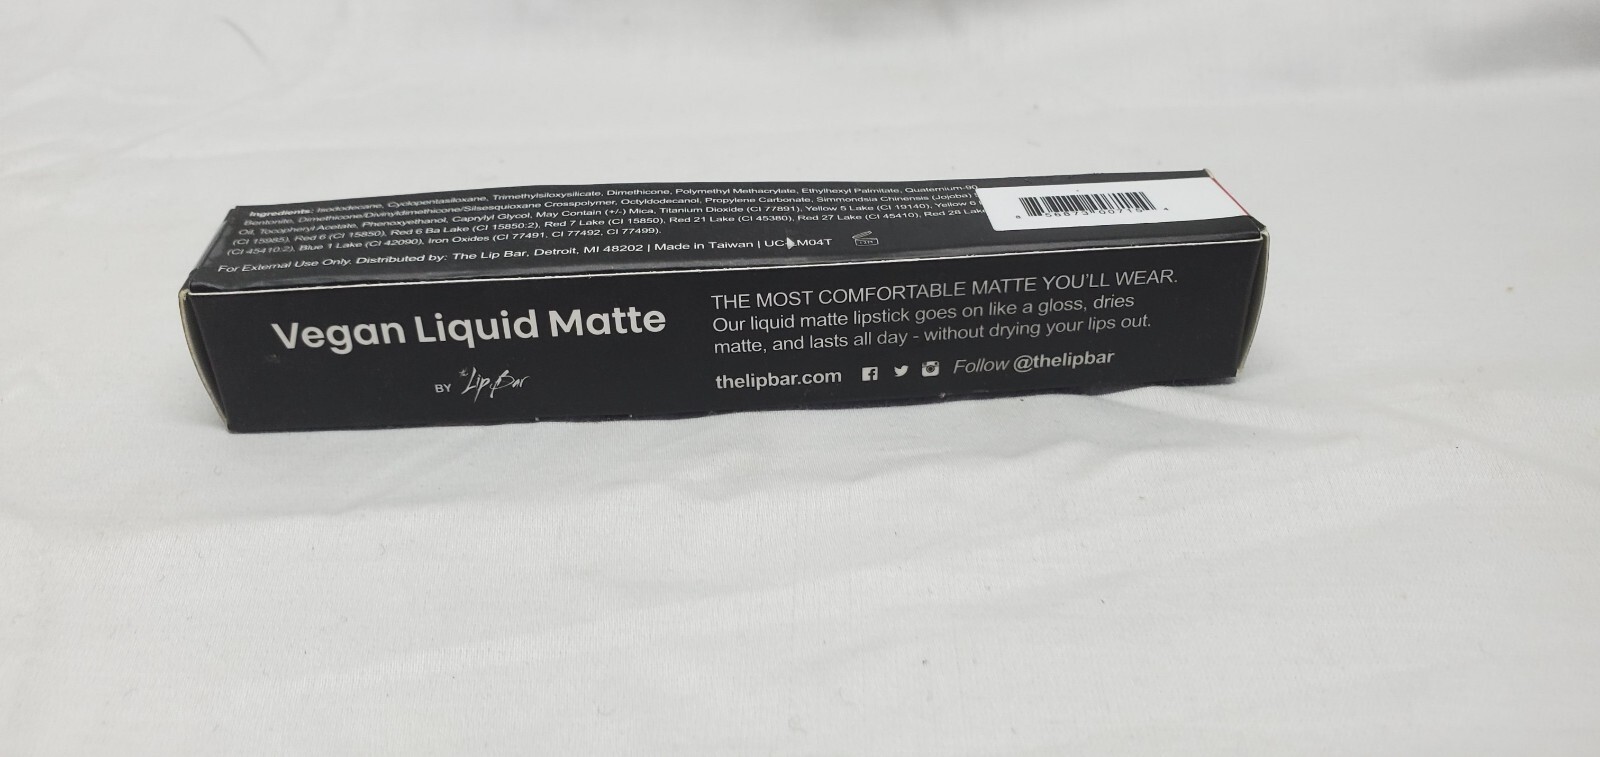 Ingredients: Isododecane, Cyclopentasiloxane, Trimethylsiloxysilicate, Dimethicone, Polymethyl Methacrylate, Ethylhexyl Palmitate, Quaternium-90
Bentonite, Dimethicone/Divinyldimethicone/Silsesquioxane Crosspolymer, Octyldodecanol, Propylene Carbonate, Simmondsia Chinensis (Jojoba)
Oil, Tocopheryl Acetate, Phenoxyethanol, Caprylyl Glycol, May Contain (+/-) Mica, Titanium Dioxide (CI 77891), Yellow 5 Lake (CI 19140), Yellow 6
(CI 15985), Red 6 (CI 15850), Red 6 Ba Lake (CI 15850:2), Red 7 Lake (CI 15850), Red 21 Lake (CI 45380), Red 27 Lake (CI 45410), Red 28 Lake
(CI 45410:2), Blue 1 Lake (CI 42090), Iron Oxides (CI 77491, CI 77492, CI 77499).
For External Use Only. Distributed by: The Lip Bar, Detroit, MI 48202 | Made in Taiwan |
Vegan Liquid Matte
BY the Lip Bar
THE MOST COMFORTABLE MATTE YOU'LL WEAR.
Our liquid matte lipstick goes on like a gloss, dries
matte, and lasts all day - without drying your lips out.
thelipbar.com Follow @thelipbar